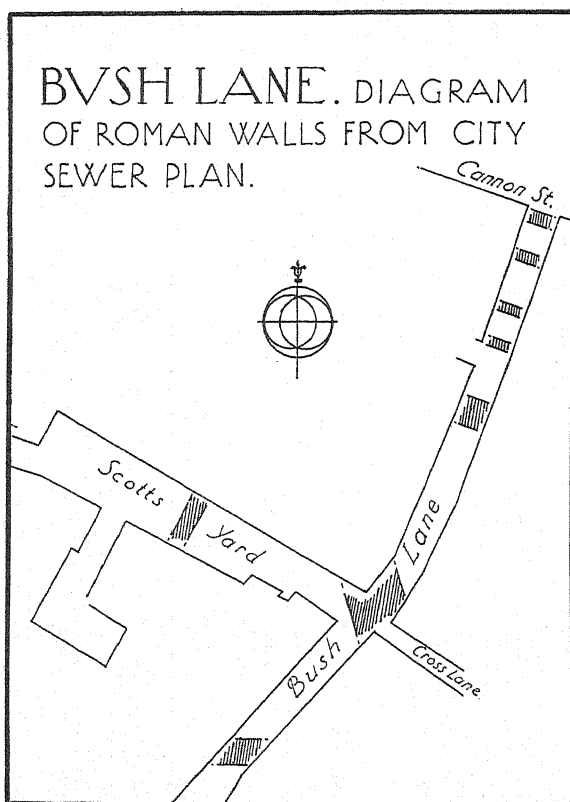 BVSH LANE. DIAGRAM
OF ROMAN WALLS FROM CITY
SEWER PLAN.
Cannon St.
Scotts Yard
Bush Lane
Cross Lane